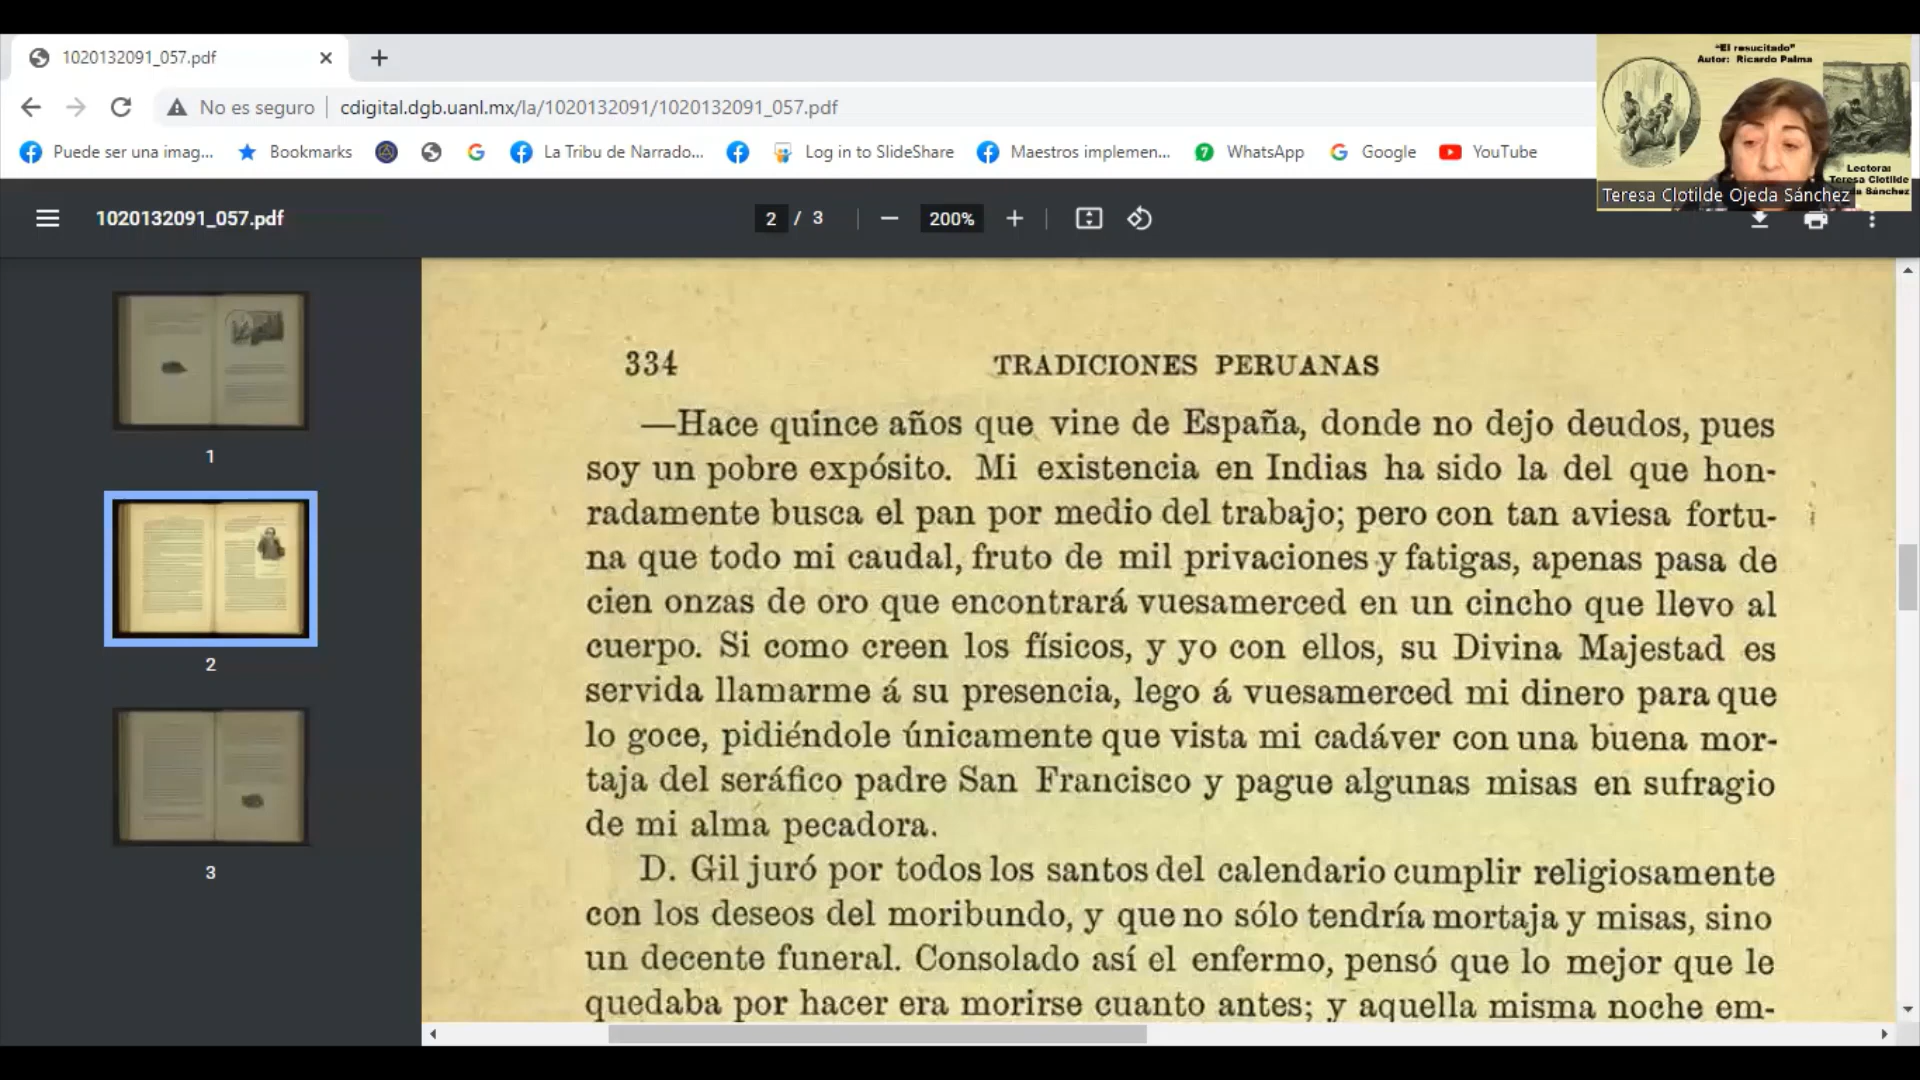 1020132091_057.pdf
No es seguro
cdigital.dgb.uanl.mx/la/1020132091/1020132091_057.pdf
Puede ser una imag...
Bookmarks
La Tribu de Narrado...
Log in to SlideShare
Maestros implemen...
WhatsApp
Google
YouTube
"El resucitado"
Autor: Ricardo Palma
Lectora:
Teresa Clotilde
Sánchez
Teresa Clotilde Ojeda Sánchez
1020132091_057.pdf
2 / 3
200%
1
2
3
334 TRADICIONES PERUANAS
—Hace quince años que vine de España, donde no dejo deudos, pues
soy un pobre expósito. Mi existencia en Indias ha sido la del que hon-
radamente busca el pan por medio del trabajo; pero con tan aviesa fortu-
na que todo mi caudal, fruto de mil privaciones y fatigas, apenas pasa de
cien onzas de oro que encontrará vuesamerced en un cincho que llevo al
cuerpo. Si como creen los físicos, y yo con ellos, su Divina Majestad es
servida llamarme á su presencia, lego á vuesamerced mi dinero para que
lo goce, pidiéndole únicamente que vista mi cadáver con una buena mor-
taja del seráfico padre San Francisco y pague algunas misas en sufragio
de mi alma pecadora.
D. Gil juró por todos los santos del calendario cumplir religiosamente
con los deseos del moribundo, y que no sólo tendría mortaja y misas, sino
un decente funeral. Consolado así el enfermo, pensó que lo mejor que le
quedaba por hacer era morirse cuanto antes; y aquella misma noche em-